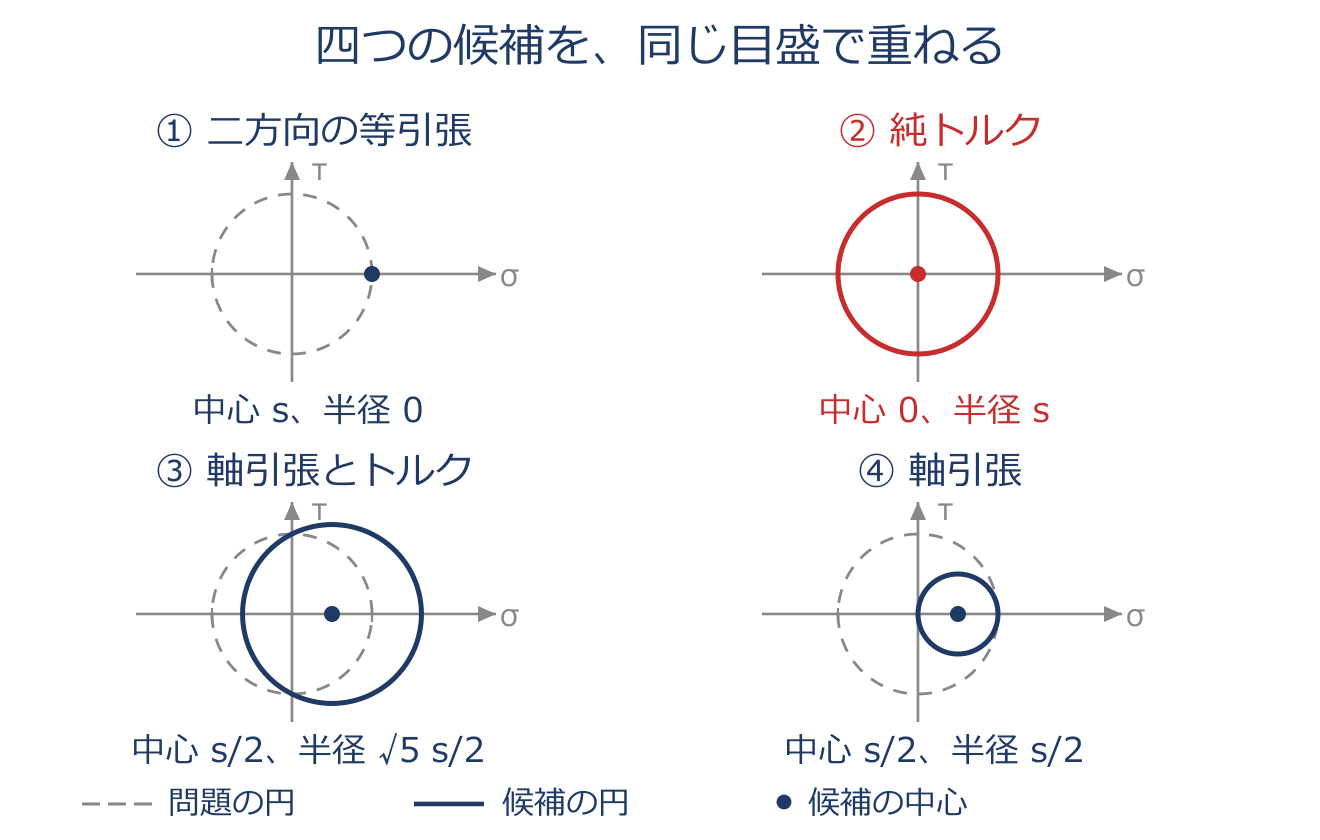 四つの候補を、同じ目盛で重ねる
① 二方向の等引張
τ
σ
中心 s、半径 0
② 純トルク
τ
σ
中心 0、半径 s
③ 軸引張とトルク
τ
σ
中心 s/2、半径 √5 s/2
④ 軸引張
τ
σ
中心 s/2、半径 s/2
問題の円
候補の円
候補の中心